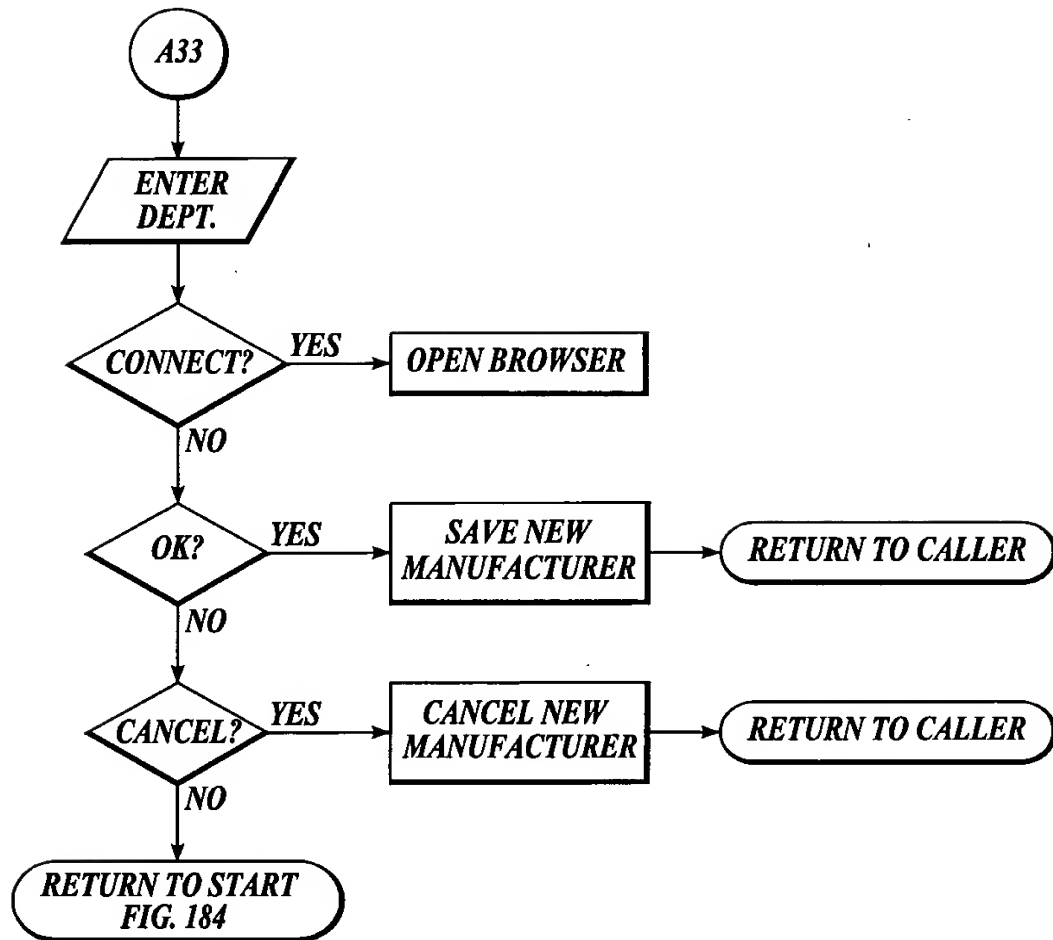 A33
ENTER
DEPT.
CONNECT?
YES
OPEN BROWSER
NO
OK?
YES
SAVE NEW
MANUFACTURER
RETURN TO CALLER
NO
CANCEL?
YES
CANCEL NEW
MANUFACTURER
RETURN TO CALLER
NO
RETURN TO START
FIG. 184